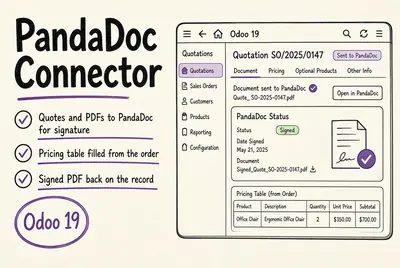 PandaDoc
Connector
Quotes and PDFs to PandaDoc
for signature
Pricing table filled from the order
Signed PDF back on the record
Odoo 19
Odoo 19
Quotations
Quotations
Sales Orders
Customers
Products
Reporting
Configuration
Quotation SO/2025/0147
Sent to PandaDoc
Document Pricing Optional Products Other Info
Document sent to PandaDoc
Quote_ SO-2025-0147.pdf
Open in PandaDoc
PandaDoc Status
Status Signed
Date Signed
May 21, 2025
Document
Signed_Quote_SO-2025-0147.pdf
Pricing Table (from Order)
Product Description Quantity Unit Price Subtotal
Office Chair Ergonomic Office Chair 2 $350.00 $700.00